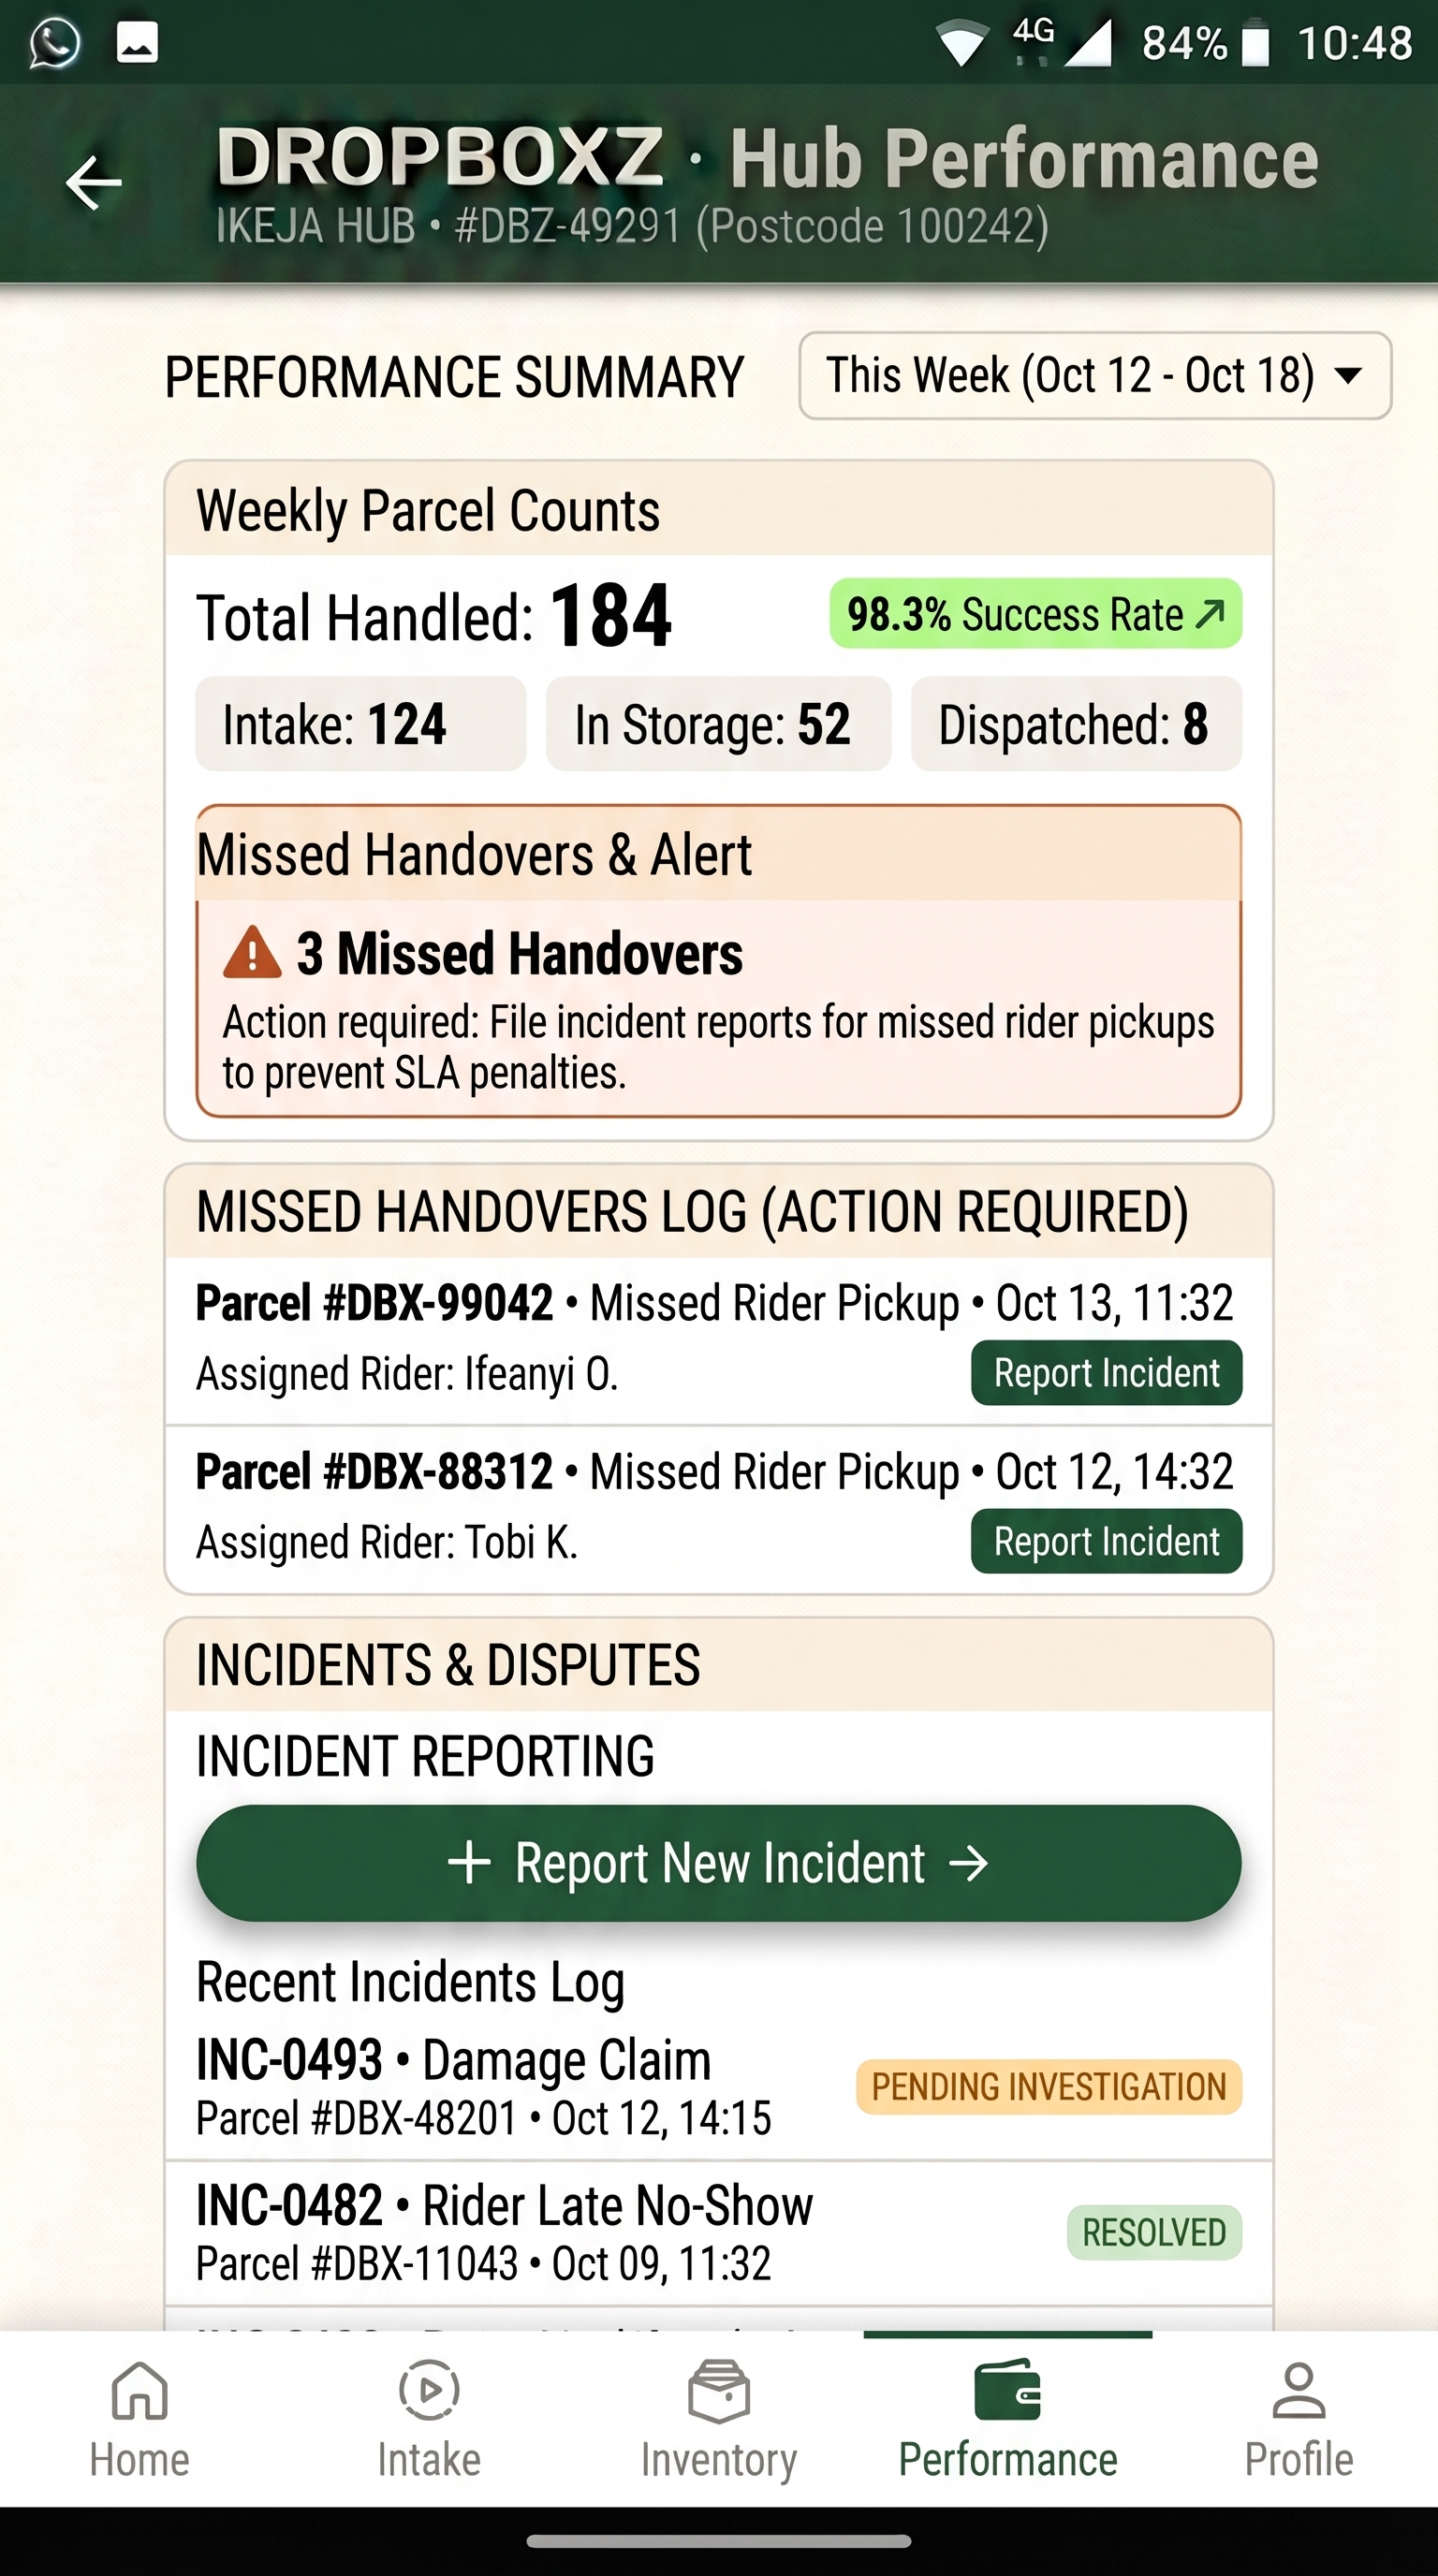 4G 84% 10:48
DROPBOXZ · Hub Performance
IKEJA HUB • #DBZ-49291 (Postcode 100242)
PERFORMANCE SUMMARY
This Week (Oct 12 - Oct 18)
Weekly Parcel Counts
Total Handled: 184
98.3% Success Rate
Intake: 124
In Storage: 52
Dispatched: 8
Missed Handovers & Alert
3 Missed Handovers
Action required: File incident reports for missed rider pickups
to prevent SLA penalties.
MISSED HANDOVERS LOG (ACTION REQUIRED)
Parcel #DBX-99042 • Missed Rider Pickup • Oct 13, 11:32
Assigned Rider: Ifeanyi O.
Report Incident
Parcel #DBX-88312 • Missed Rider Pickup • Oct 12, 14:32
Assigned Rider: Tobi K.
Report Incident
INCIDENTS & DISPUTES
INCIDENT REPORTING
+ Report New Incident →
Recent Incidents Log
INC-0493 • Damage Claim
Parcel #DBX-48201 • Oct 12, 14:15
PENDING INVESTIGATION
INC-0482 • Rider Late No-Show
Parcel #DBX-11043 • Oct 09, 11:32
RESOLVED
Home
Intake
Inventory
Performance
Profile